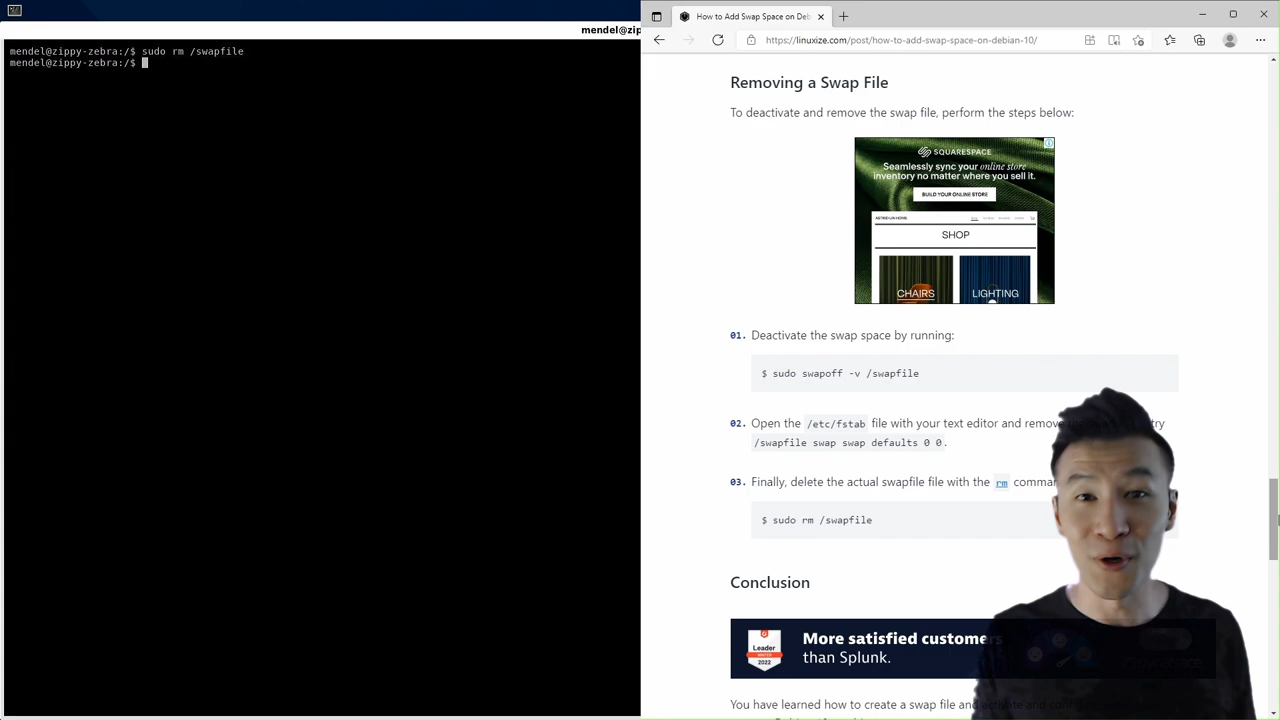 mendel@zip
mendel@zippy-zebra:/$ sudo rm /swapfile
mendel@zippy-zebra:/$
How to Add Swap Space on Deb
https://linuxize.com/post/how-to-add-swap-space-on-debian-10/
Removing a Swap File
To deactivate and remove the swap file, perform the steps below:
SQUARESPACE
Seamlessly sync your online store
inventory no matter where you sell it.
BUILD YOUR ONLINE STORE
SHOP
CHAIRS
LIGHTING
01. Deactivate the swap space by running:
$ sudo swapoff -v /swapfile
02. Open the /etc/fstab file with your text editor and remove
/swapfile swap swap defaults 0 0.
03. Finally, delete the actual swapfile file with the rm
$ sudo rm /swapfile
Conclusion
Leader
WINTER
2022
More satisfied customers
than Splunk.
You have learned how to create a swap file and activate and